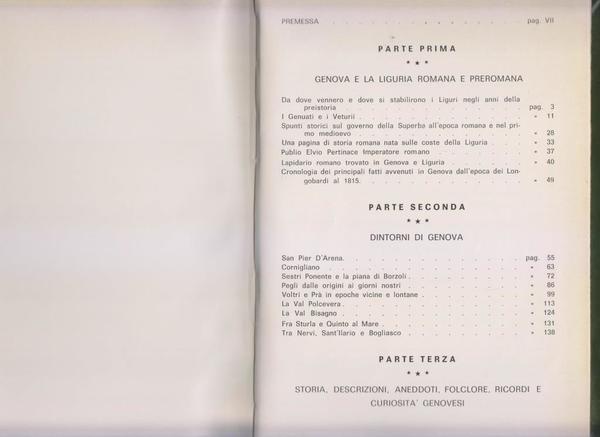 PREMESSA . . . . . . . . . . . pag. VII
PARTE PRIMA
* ★ *
GENOVA E LA LIGURIA ROMANA E PREROMANA
Da dove vennero e dove si stabilirono i Liguri negli anni della
preistoria . . . . . . . . . . . pag. 3
I Genuati e i Veturii . . . . . . . . . . » 11
Spunti storici sul governo della Superba all'epoca romana e nel pri-
mo medioevo . . . . . . . . . . » 28
Una pagina di storia romana nata sulle coste della Liguria . . . » 33
Publio Elvio Pertinace Imperatore romano . . . . . . » 37
Lapidario romano trovato in Genova e Liguria . . . . . » 40
Cronologia dei principali fatti avvenuti in Genova dall'epoca dei Lon-
gobardi al 1815. . . . . . . . . . » 49
PARTE SECONDA
* ★ *
DINTORNI DI GENOVA
San Pier D'Arena. . . . . . . . . . pag. 55
Cornigliano . . . . . . . . . . . » 63
Sestri Ponente e la piana di Borzoli . . . . . . . » 72
Pegli dalle origini ai giorni nostri . . . . . . . » 86
Voltri e Prà in epoche vicine e lontane . . . . . . » 99
La Val Polcevera . . . . . . . . . . » 113
La Val Bisagno . . . . . . . . . . » 124
Fra Sturla e Quinto al Mare . . . . . . . . » 131
Tra Nervi, Sant'Ilario e Bogliasco . . . . . . . » 138
PARTE TERZA
* ★ *
STORIA, DESCRIZIONI, ANEDDOTI, FOLCLORE, RICORDI E
CURIOSITA' GENOVESI